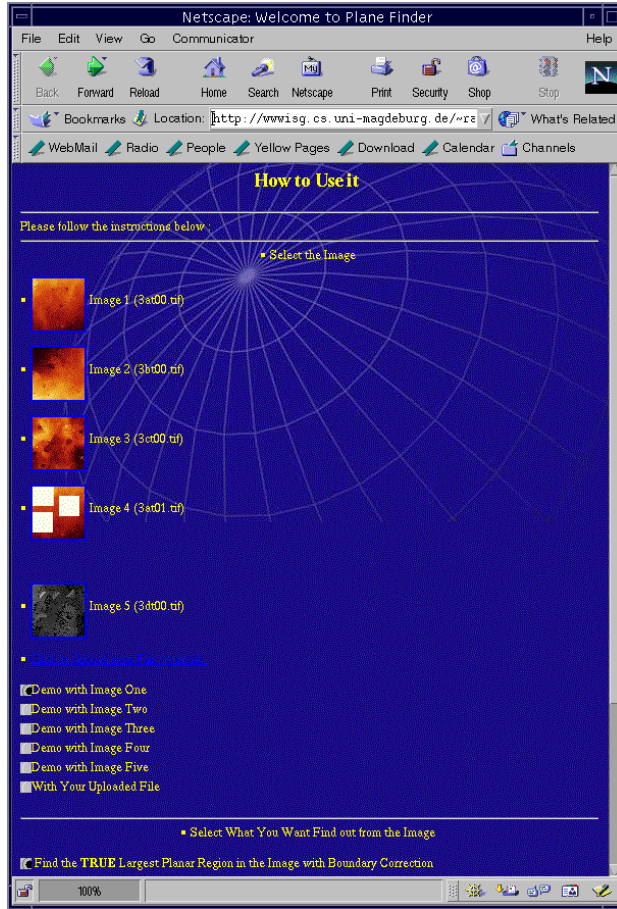 Netscape: Welcome to Plane Finder
File Edit View Go Communicator Help
Back Forward Reload Home Search Netscape Print Security Shop Stop
My
N
Bookmarks Location: http://wwwisg.cs.uni-magdeburg.de/~ra What's Related
WebMail Radio People Yellow Pages Download Calendar Channels
How to Use it
Please follow the instructions below :
Select the Image
Image 1 (3at00.tif)
Image 2 (3bt00.tif)
Image 3 (3ct00.tif)
Image 4 (3at01.tif)
Image 5 (3dt00.tif)
Demo with Image One
Demo with Image Two
Demo with Image Three
Demo with Image Four
Demo with Image Five
With Your Uploaded File
Select What You Want Find out from the Image
Find the TRUE Largest Planar Region in the Image with Boundary Correction
100%